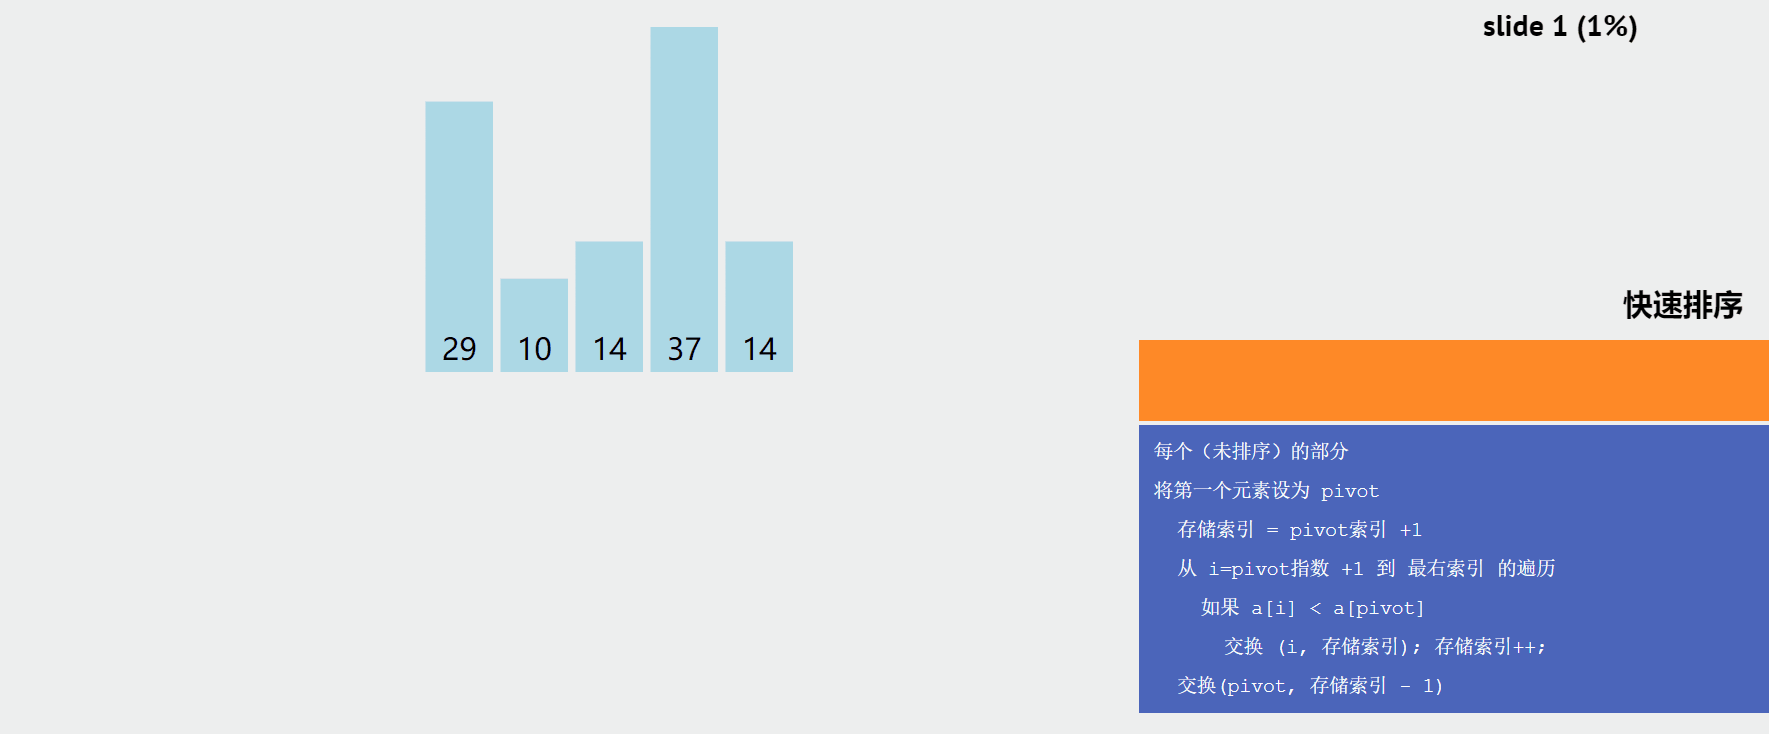 slide 1 (1%)
29 10 14 37 14
快速排序
每个（未排序）的部分
将第一个元素设为 pivot
存储索引 = pivot索引 +1
从 i=pivot指数 +1 到 最右索引 的遍历
如果 a[i] < a[pivot]
交换 (i, 存储索引); 存储索引++;
交换(pivot, 存储索引 - 1)